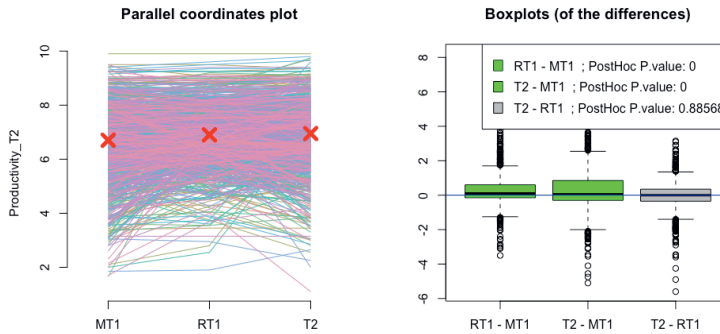 Parallel coordinates plot
Productivity_T2
10
8
6
4
2
MT1 RT1 T2
Boxplots (of the differences)
RT1 - MT1 ; PostHoc P.value: 0
T2 - MT1 ; PostHoc P.value: 0
T2 - RT1 ; PostHoc P.value: 0.88568
8
6
4
2
0
-2
-4
-6
RT1 - MT1 T2 - MT1 T2 - RT1